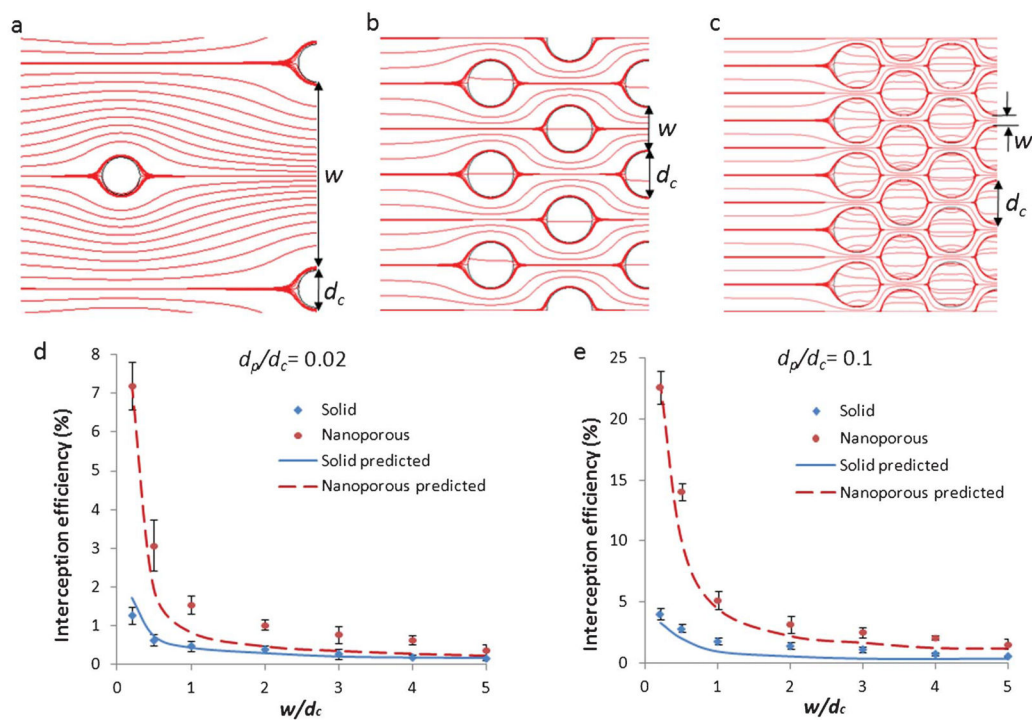 a
b
c
w
d_c
w
d_c
w
d_c
d
d_p/d_c= 0.02
Interception efficiency (%)
8
7
6
5
4
3
2
1
0
Solid
Nanoporous
Solid predicted
Nanoporous predicted
0 1 2 3 4 5
w/d_c
e
d_p/d_c= 0.1
Interception efficiency (%)
25
20
15
10
5
0
Solid
Nanoporous
Solid predicted
Nanoporous predicted
0 1 2 3 4 5
w/d_c